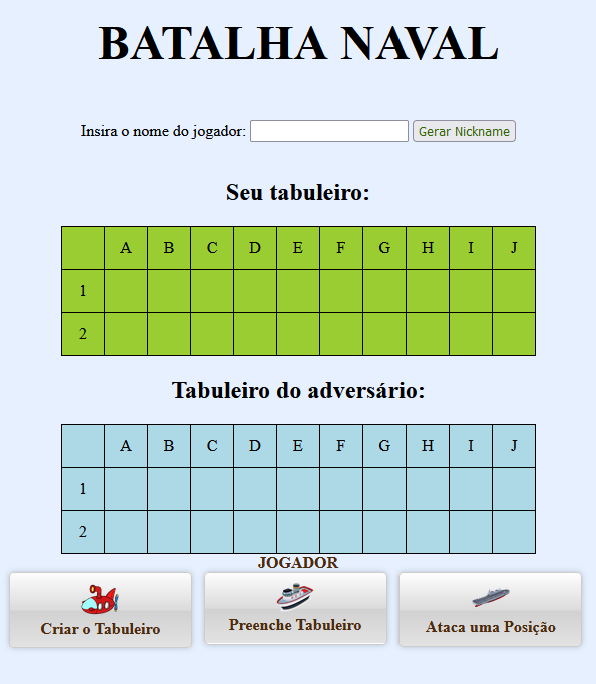 BATALHA NAVAL
Insira o nome do jogador: Gerar Nickname
Seu tabuleiro:
A B C D E F G H I J
1
2
Tabuleiro do adversário:
A B C D E F G H I J
1
2
JOGADOR
Criar o Tabuleiro Preenche Tabuleiro Ataca uma Posição